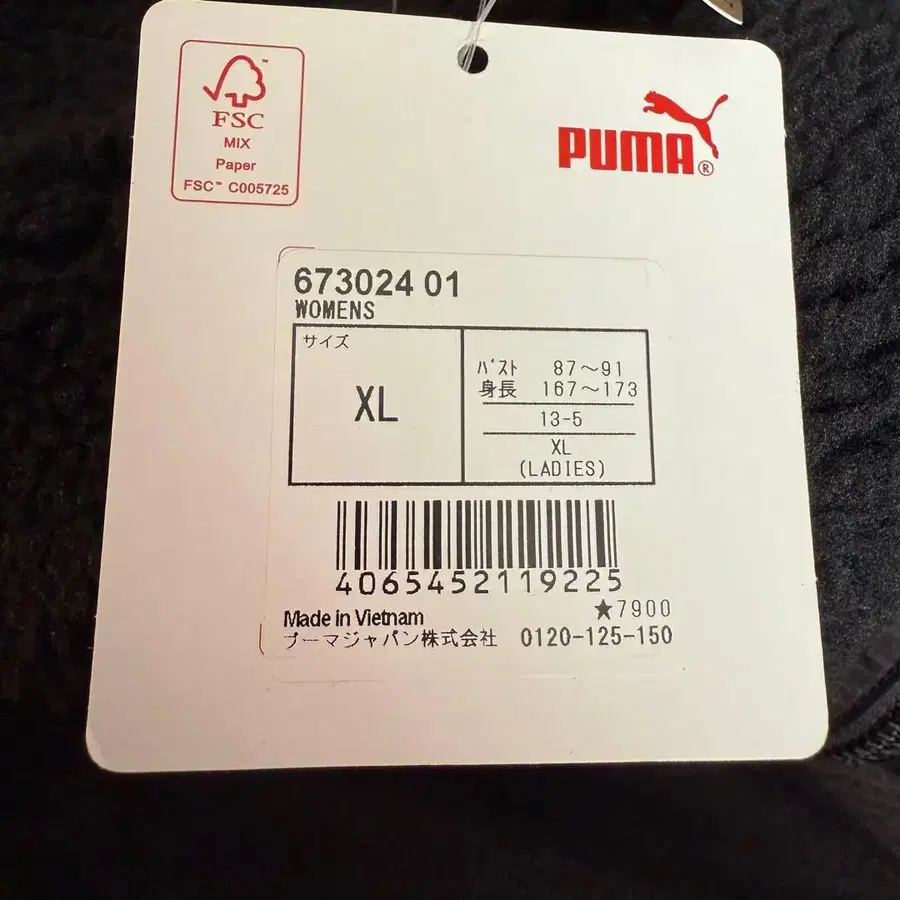 FSC
MIX
Paper
FSC™ C005725
PUMA®
673024 01
WOMENS
サイズ
XL
バスト 87～91
身長 167～173
13-5
XL
(LADIES)
4065452119225
★7900
Made in Vietnam
プーマジャパン株式会社 0120-125-150